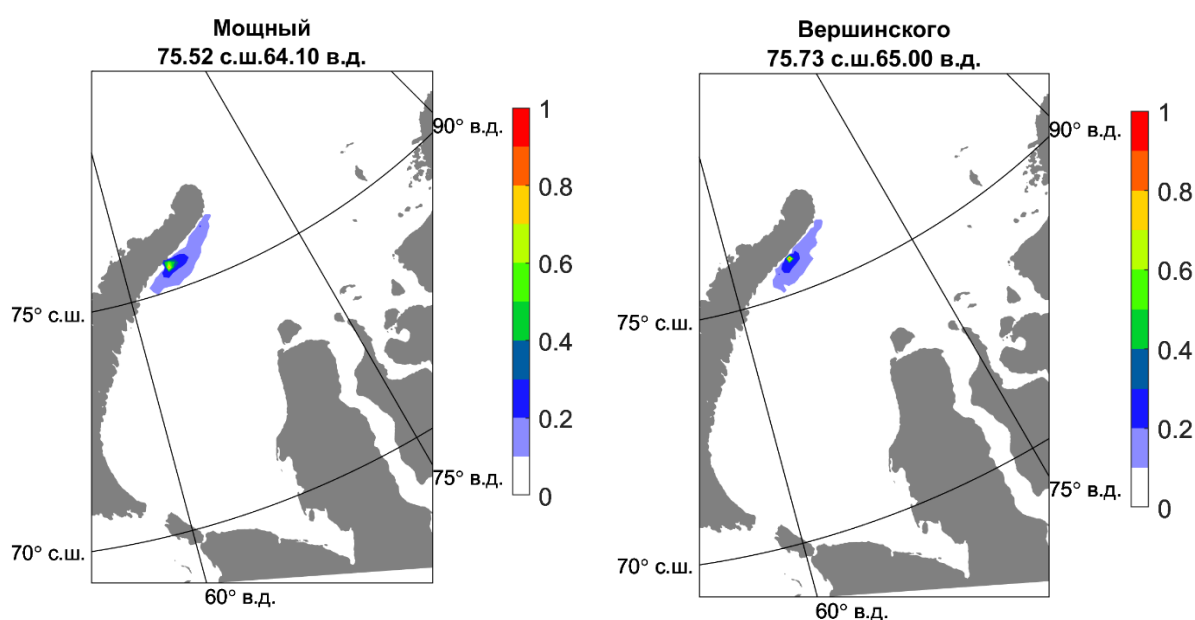 Мощный
75.52 с.ш.64.10 в.д.
90° в.д.
75° с.ш.
75° в.д.
70° с.ш.
60° в.д.
1
0.8
0.6
0.4
0.2
0
Вершинского
75.73 с.ш.65.00 в.д.
90° в.д.
75° с.ш.
75° в.д.
70° с.ш.
60° в.д.
1
0.8
0.6
0.4
0.2
0